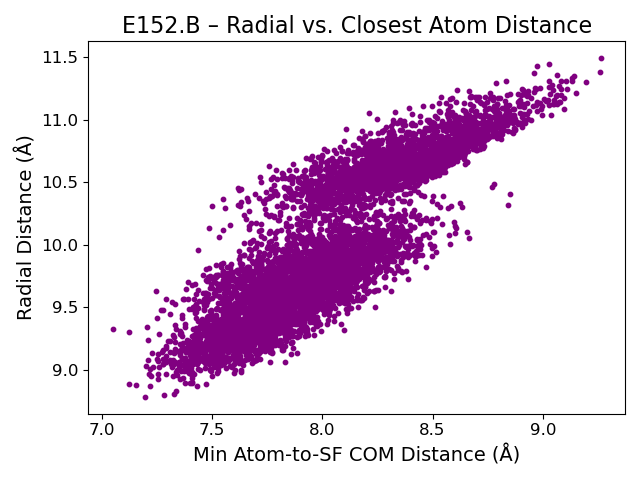 E152.B – Radial vs. Closest Atom Distance
11.5
11.0
10.5
10.0
9.5
9.0
Radial Distance (Å)
7.0 7.5 8.0 8.5 9.0
Min Atom-to-SF COM Distance (Å)